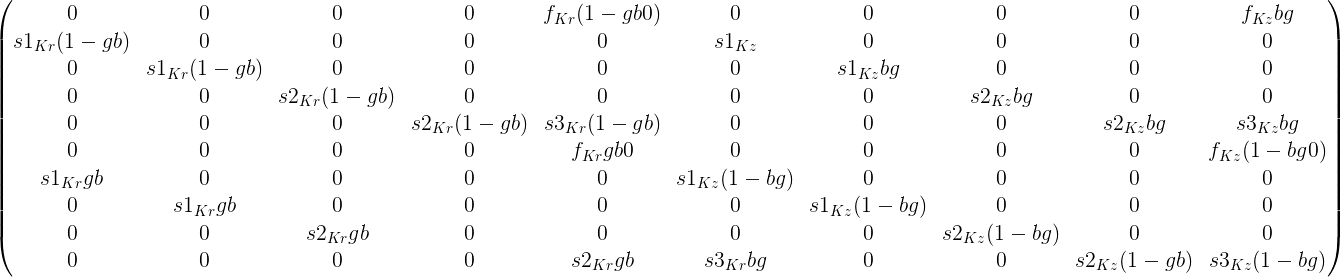 0 0 0 0 f_{Kr}(1 − gb0) 0 0 0 0 f_{Kz}bg
s1_{Kr}(1 − gb) 0 0 0 0 s1_{Kz} 0 0 0 0
0 s1_{Kr}(1 − gb) 0 0 0 0 s1_{Kz}bg 0 0 0
0 0 s2_{Kr}(1 − gb) 0 0 0 0 s2_{Kz}bg 0 0
0 0 0 s2_{Kr}(1 − gb) s3_{Kr}(1 − gb) 0 0 0 s2_{Kz}bg s3_{Kz}bg
0 0 0 0 f_{Kr}gb0 0 0 0 0 f_{Kz}(1 − bg0)
s1_{Kr}gb 0 0 0 0 s1_{Kz}(1 − bg) 0 0 0 0
0 s1_{Kr}gb 0 0 0 0 s1_{Kz}(1 − bg) 0 0 0
0 0 s2_{Kr}gb 0 0 0 0 s2_{Kz}(1 − bg) 0 0
0 0 0 0 s2_{Kr}gb s3_{Kr}bg 0 0 s2_{Kz}(1 − gb) s3_{Kz}(1 − bg)